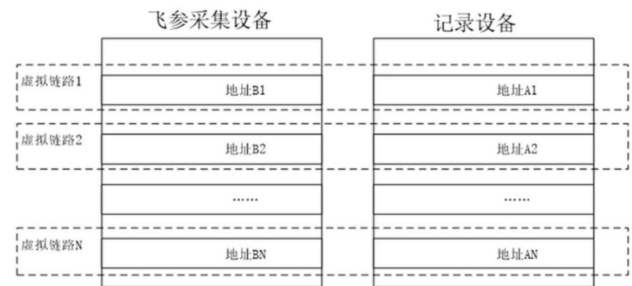 飞参采集设备
记录设备
虚拟链路1
地址B1
地址A1
虚拟链路2
地址B2
地址A2
……
……
虚拟链路N
地址BN
地址AN